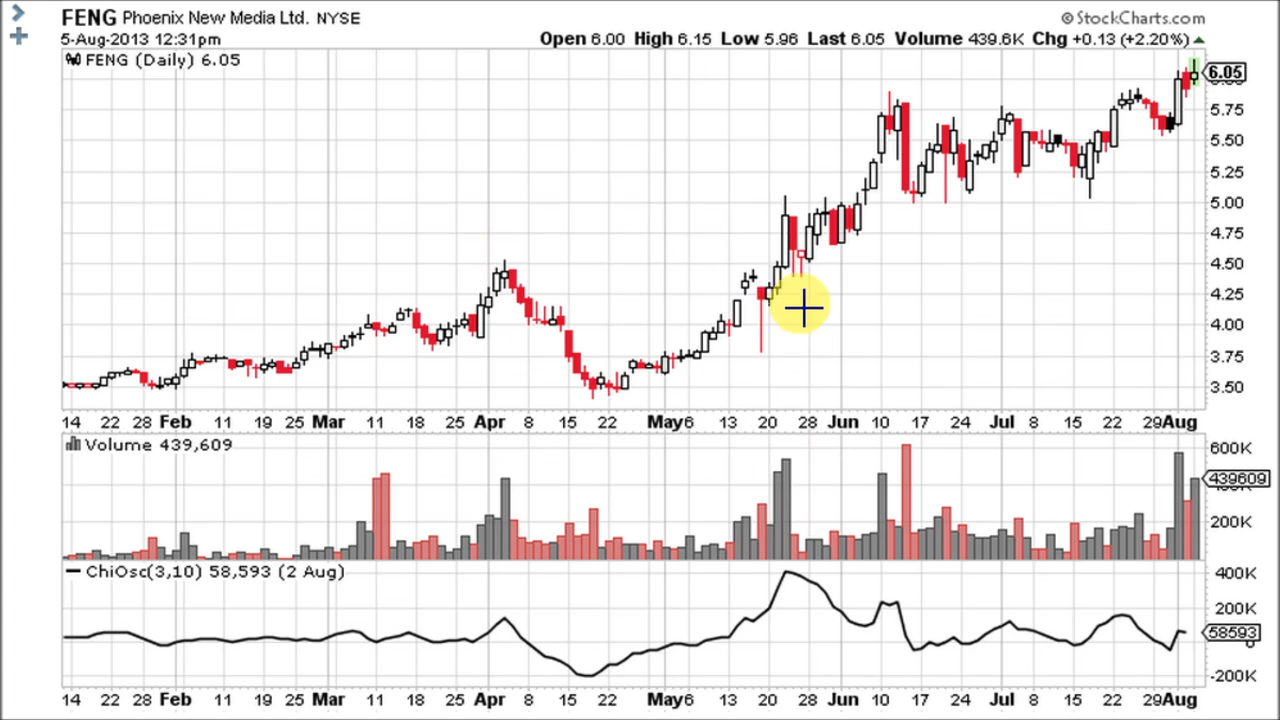 FENG Phoenix New Media Ltd. NYSE
© StockCharts.com
5-Aug-2013 12:31pm
Open 6.00 High 6.15 Low 5.96 Last 6.05 Volume 439.6K Chg +0.13 (+2.20%)
FENG (Daily) 6.05
6.05
5.75
5.50
5.25
5.00
4.75
4.50
4.25
4.00
3.75
3.50
14 22 28 Feb 11 19 25 Mar 11 18 25 Apr 8 15 22 May 6 13 20 28 Jun 10 17 24 Jul 8 15 22 29 Aug
Volume 439,609
600K
439609
200K
ChiOsc(3,10) 58,593 (2 Aug)
400K
200K
58593
0
-200K
14 22 28 Feb 11 19 25 Mar 11 18 25 Apr 8 15 22 May 6 13 20 28 Jun 10 17 24 Jul 8 15 22 29 Aug